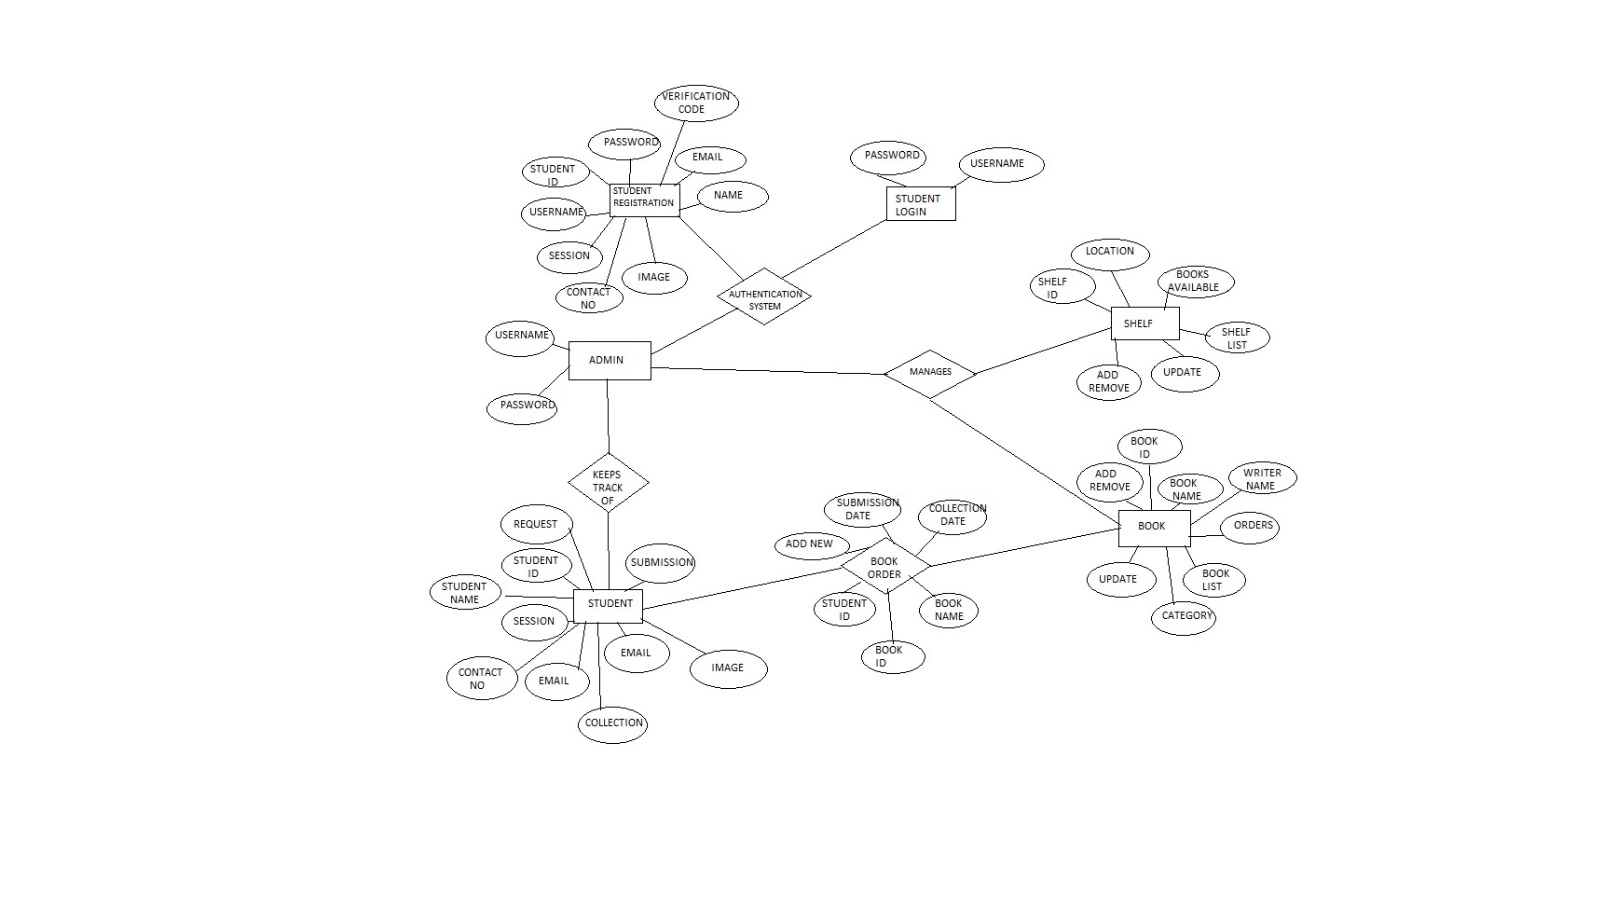 VERIFICATION
CODE
PASSWORD
EMAIL
STUDENT
ID
NAME
STUDENT
REGISTRATION
USERNAME
SESSION
IMAGE
CONTACT
NO
PASSWORD
USERNAME
STUDENT
LOGIN
AUTHENTICATION
SYSTEM
LOCATION
SHELF
ID
BOOKS
AVAILABLE
SHELF
SHELF
LIST
ADD
REMOVE
UPDATE
USERNAME
ADMIN
PASSWORD
MANAGES
KEEPS
TRACK
OF
BOOK
ID
ADD
REMOVE
BOOK
NAME
WRITER
NAME
BOOK
ORDERS
UPDATE
BOOK
LIST
CATEGORY
SUBMISSION
DATE
COLLECTION
DATE
ADD NEW
BOOK
ORDER
STUDENT
ID
BOOK
NAME
BOOK
ID
REQUEST
STUDENT
ID
SUBMISSION
STUDENT
NAME
STUDENT
SESSION
EMAIL
IMAGE
CONTACT
NO
EMAIL
COLLECTION